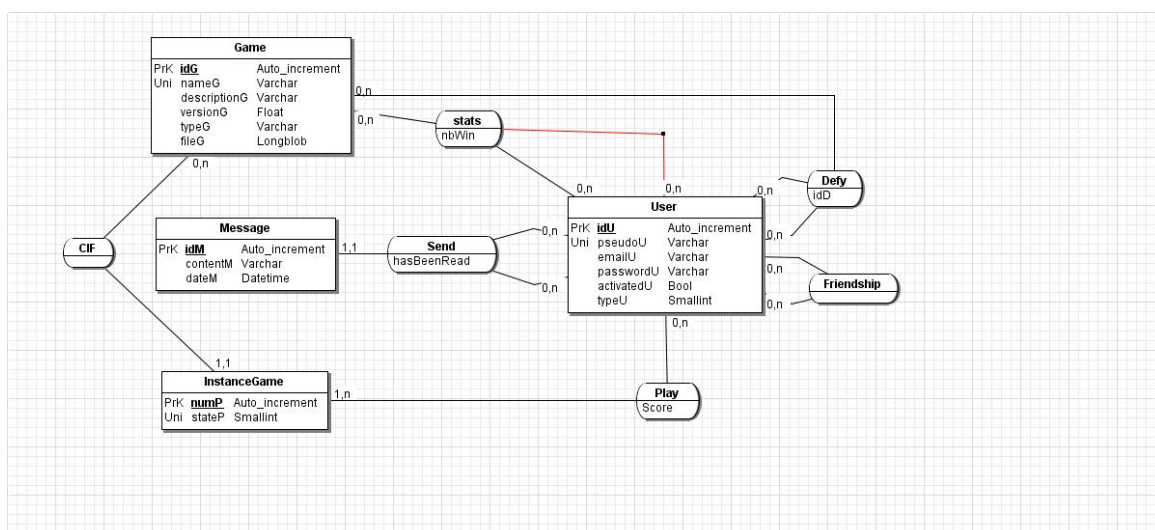 Game
PrK idG Auto_increment
Uni nameG Varchar
descriptionG Varchar
versionG Float
typeG Varchar
fileG Longblob
0,n
0,n
0,n
stats
nbWin
0,n
0,n
0,n
Defy
idD
0,n
User
PrK idU Auto_increment
Uni pseudoU Varchar
emailU Varchar
passwordU Varchar
activatedU Bool
typeU Smallint
Message
PrK idM Auto_increment
contentM Varchar
dateM Datetime
1,1
Send
hasBeenRead
0,n
0,n
CIF
0,n
0,n
Friendship
0,n
1,1
InstanceGame
PrK numP Auto_increment
Uni stateP Smallint
1,n
Play
Score